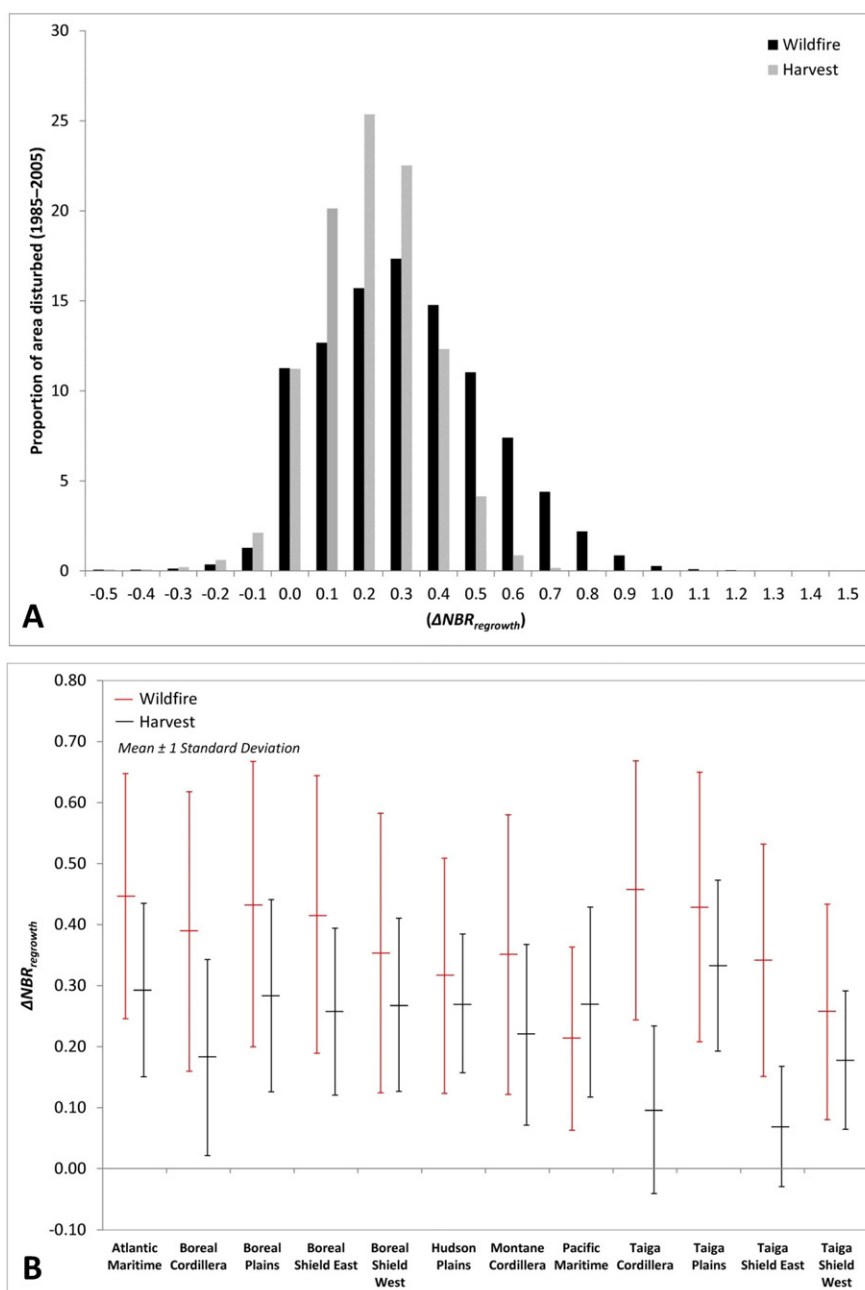 30
25
20
15
10
5
0
Proportion of area disturbed (1985–2005)
Wildfire
Harvest
-0.5 -0.4 -0.3 -0.2 -0.1 0.0 0.1 0.2 0.3 0.4 0.5 0.6 0.7 0.8 0.9 1.0 1.1 1.2 1.3 1.4 1.5
(ΔNBRregrowth)
A
0.80
0.70
0.60
0.50
0.40
0.30
0.20
0.10
0.00
-0.10
ΔNBRregrowth
Wildfire
Harvest
Mean ± 1 Standard Deviation
Atlantic Maritime
Boreal Cordillera
Boreal Plains
Boreal Shield East
Boreal Shield West
Hudson Plains
Montane Cordillera
Pacific Maritime
Taiga Cordillera
Taiga Plains
Taiga Shield East
Taiga Shield West
B